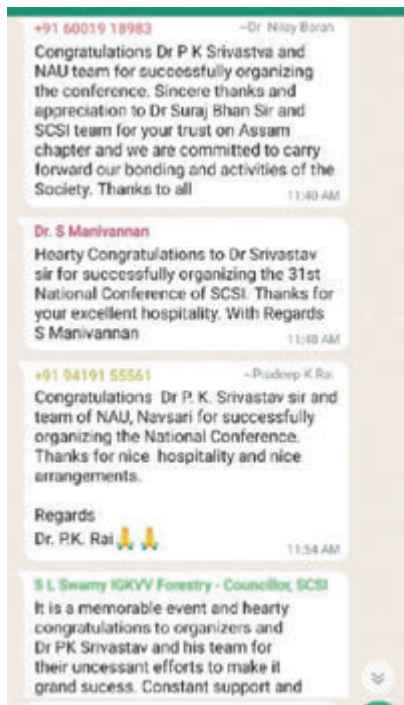 +91 60019 18983 ~Dr Nilay Borah
Congratulations Dr P K Srivastva and
NAU team for successfully organizing
the conference. Sincere thanks and
appreciation to Dr Suraj Bhan Sir and
SCSI team for your trust on Assam
chapter and we are committed to carry
forward our bonding and activities of the
Society. Thanks to all
11:40 AM
Dr. S Manivannan
Hearty Congratulations to Dr Srivastav
sir for successfully organizing the 31st
National Conference of SCSI. Thanks for
your excellent hospitality. With Regards
S Manivannan
11:48 AM
+91 94191 55561 ~Pradeep K Rai
Congratulations Dr P. K. Srivastav sir and
team of NAU, Navsari for successfully
organizing the National Conference.
Thanks for nice hospitality and nice
arrangements.
Regards
Dr. P.K. Rai 🙏 🙏
11:54 AM
S L Swamy IGKVV Forestry - Councillor, SCSI
It is a memorable event and hearty
congratulations to organizers and
Dr PK Srivastav and his team for
their uncessant efforts to make it
grand sucess. Constant support and